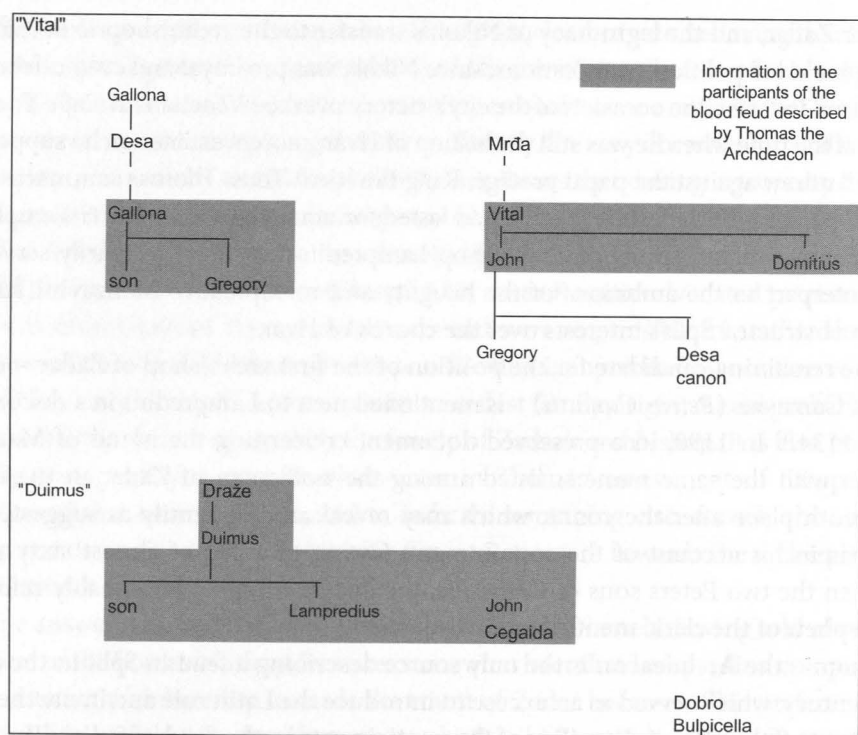 "Vital"
Gallona
Desa
Gallona
son
Gregory
Information on the
participants of the
blood feud described
by Thomas the
Archdeacon
Mrđa
Vital
John
Domitius
Gregory
Desa
canon
"Duimus"
Draže
Duimus
son
Lampredius
John
Cegaida
Dobro
Bulpicella